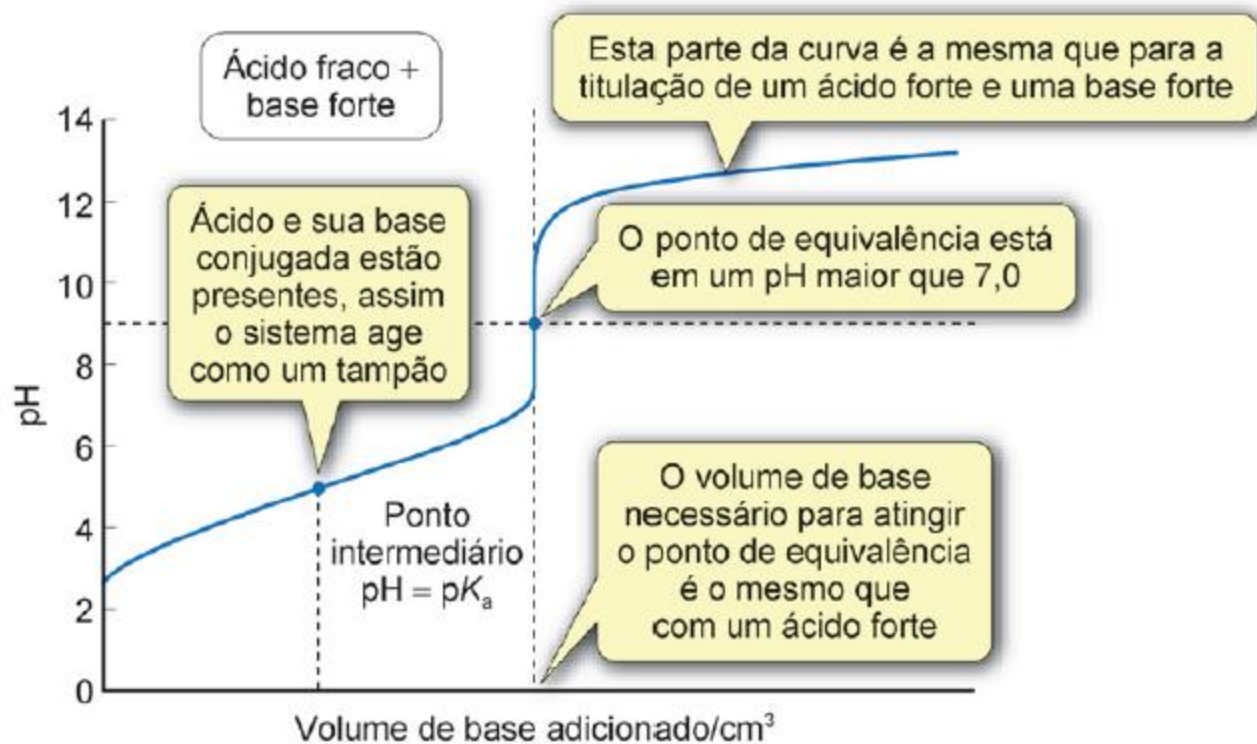 Ácido fraco +
base forte
Esta parte da curva é a mesma que para a
titulação de um ácido forte e uma base forte
Ácido e sua base
conjugada estão
presentes, assim
o sistema age
como um tampão
O ponto de equivalência está
em um pH maior que 7,0
Ponto
intermediário
pH = pKₐ
O volume de base
necessário para atingir
o ponto de equivalência
é o mesmo que
com um ácido forte
pH
14
12
10
8
6
4
2
0
Volume de base adicionado/cm³